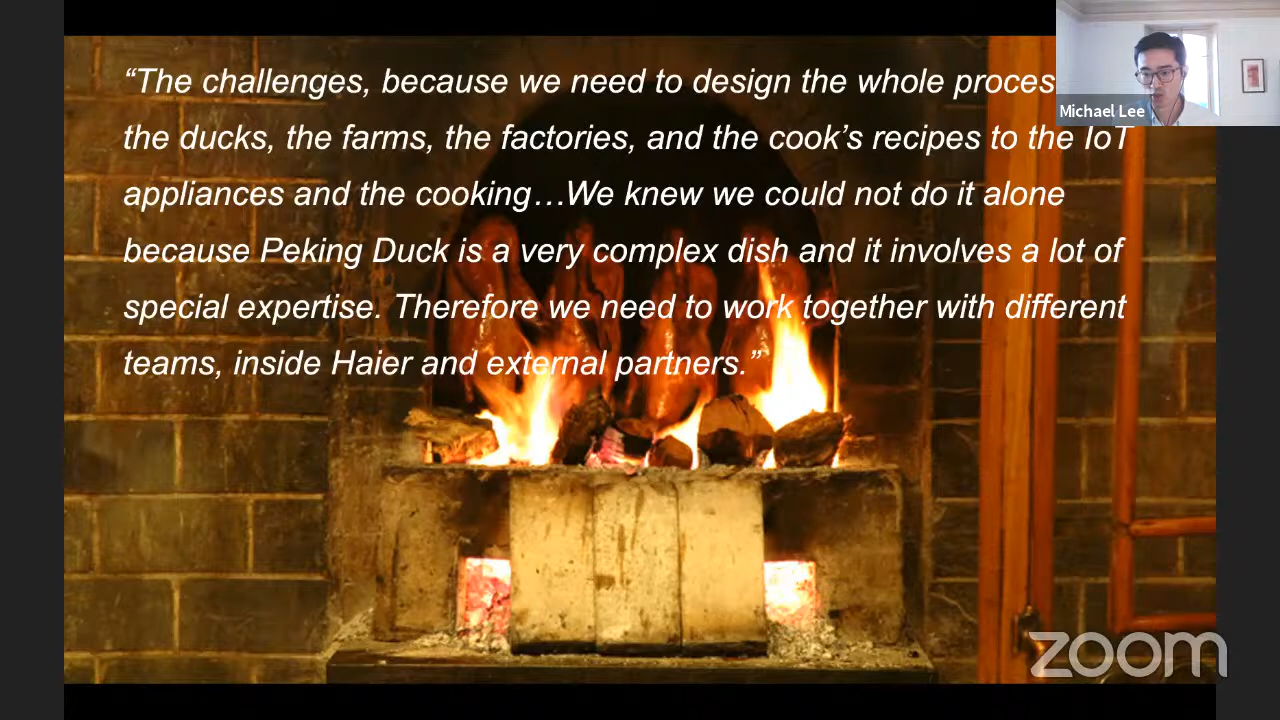 “The challenges, because we need to design the whole proces
the ducks, the farms, the factories, and the cook’s recipes to the IoT
appliances and the cooking…We knew we could not do it alone
because Peking Duck is a very complex dish and it involves a lot of
special expertise. Therefore we need to work together with different
teams, inside Haier and external partners.”
Michael Lee
zoom